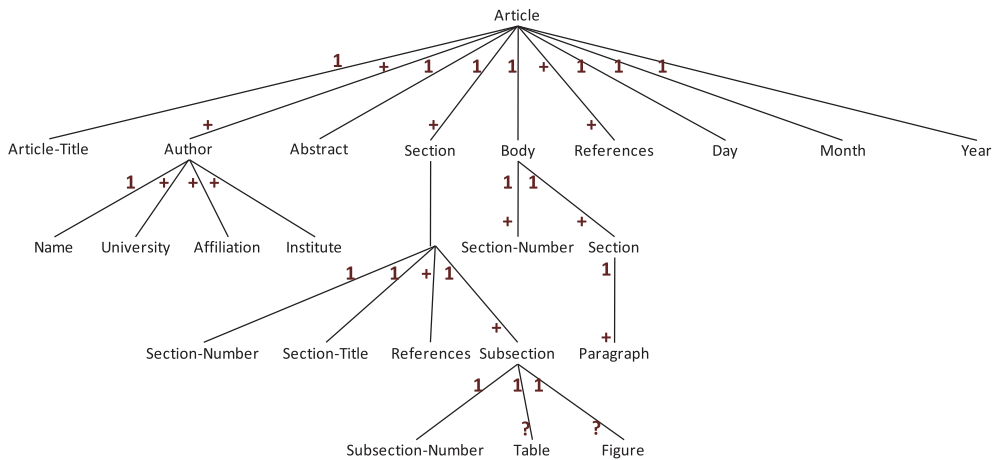 Article
1 + 1 1 1 + 1 1 1
+ + +
Article-Title Author Abstract Section Body References Day Month Year
1 + + + 1 1
+ +
Name University Affiliation Institute Section-Number Section
1 1 + 1 1
+ +
Section-Number Section-Title References Subsection Paragraph
1 1 1
? ?
Subsection-Number Table Figure